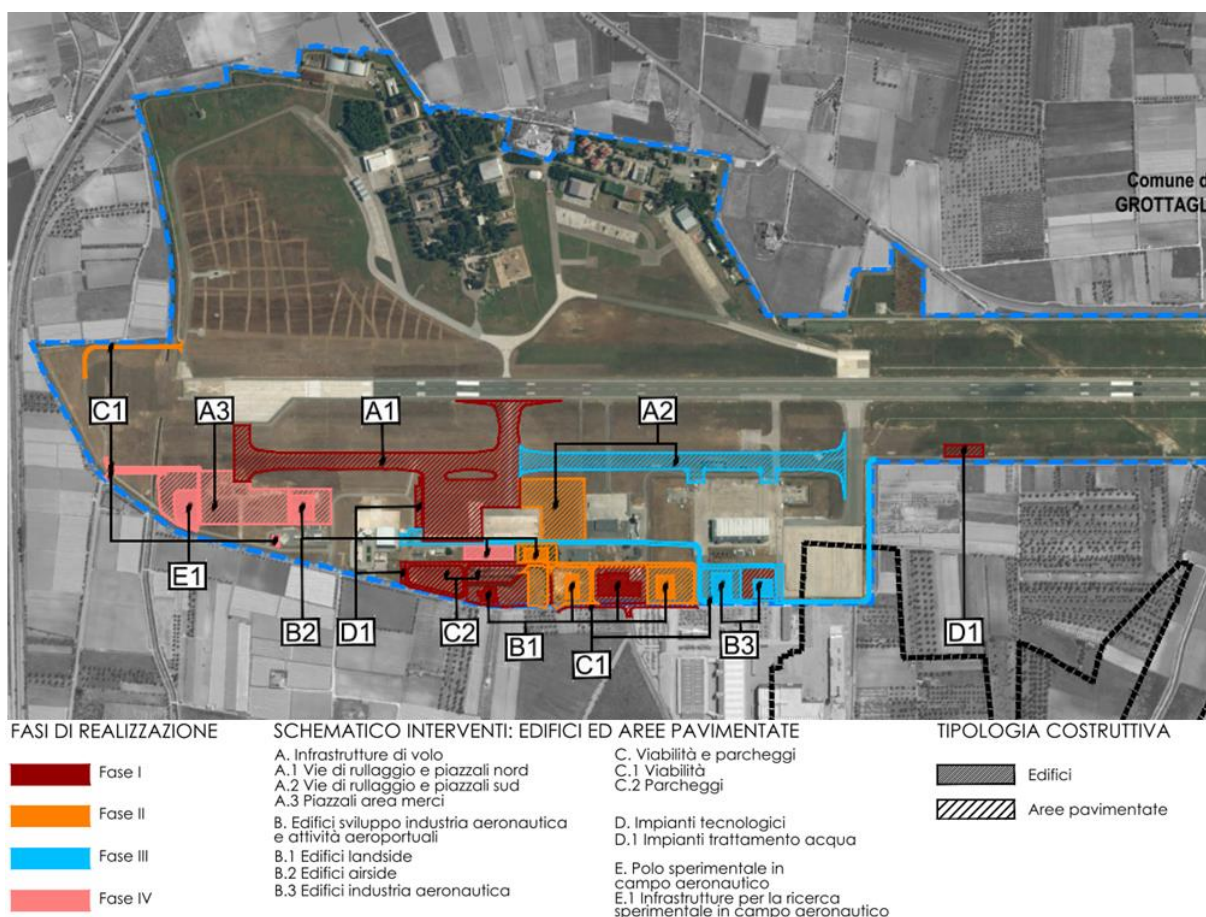 Comune d
GROTTAGL
C1
A3
A1
A2
E1
B2
D1
C2
B1
C1
B3
D1
FASI DI REALIZZAZIONE
Fase I
Fase II
Fase III
Fase IV
SCHEMATICO INTERVENTI: EDIFICI ED AREE PAVIMENTATE
A. Infrastrutture di volo
A.1 Vie di rullaggio e piazzali nord
A.2 Vie di rullaggio e piazzali sud
A.3 Piazzali area merci
B. Edifici sviluppo industria aeronautica
e attività aeroportuali
B.1 Edifici landside
B.2 Edifici airside
B.3 Edifici industria aeronautica
C. Viabilità e parcheggi
C.1 Viabilità
C.2 Parcheggi
D. Impianti tecnologici
D.1 Impianti trattamento acqua
E. Polo sperimentale in
campo aeronautico
E.1 Infrastrutture per la ricerca
sperimentale in campo aeronautico
TIPOLOGIA COSTRUTTIVA
Edifici
Aree pavimentate